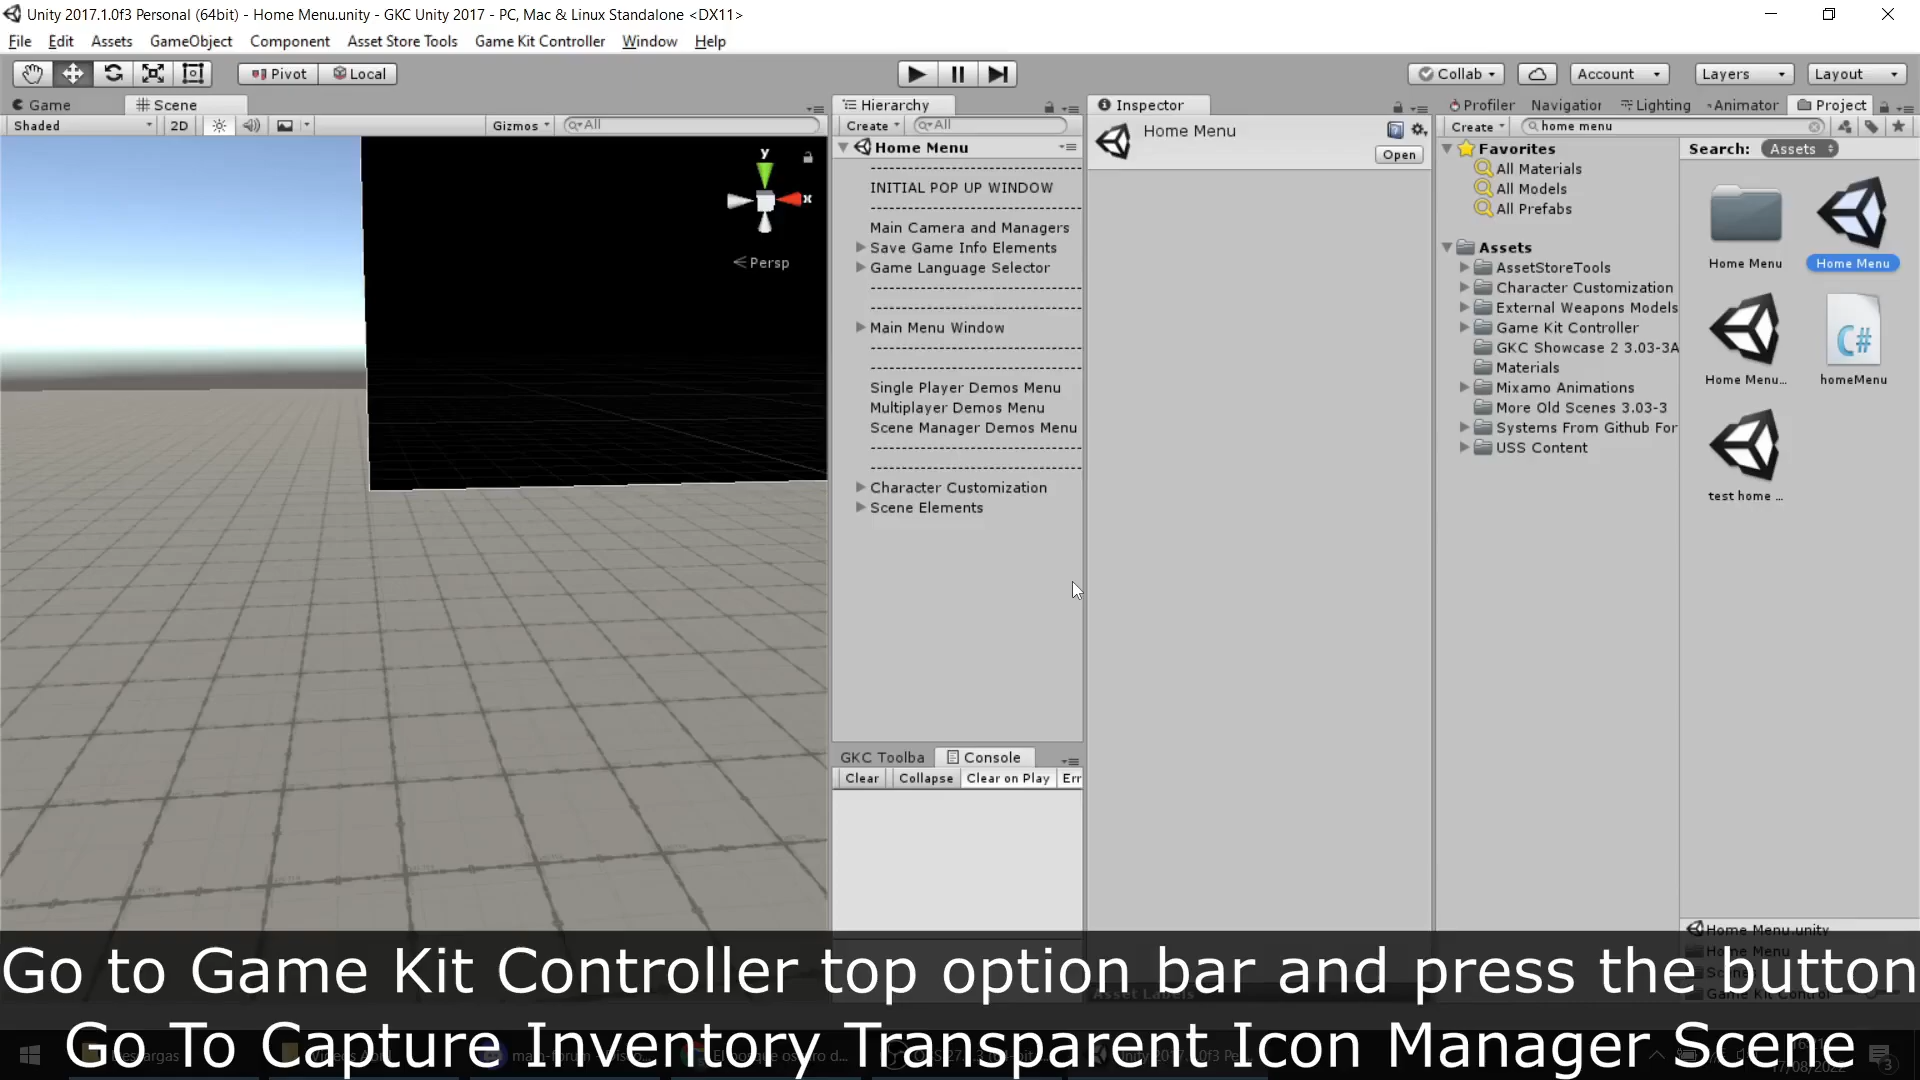 Unity 2017.1.0f3 Personal (64bit) - Home Menu.unity - GKC Unity 2017 - PC, Mac & Linux Standalone <DX11>
File Edit Assets GameObject Component Asset Store Tools Game Kit Controller Window Help
Pivot Local Collab Account Layers Layout
Game Scene
Shaded 2D Gizmos All
y
x
Persp
Hierarchy
Create All
Home Menu
INITIAL POP UP WINDOW
Main Camera and Managers
Save Game Info Elements
Game Language Selector
Main Menu Window
Single Player Demos Menu
Multiplayer Demos Menu
Scene Manager Demos Menu
Character Customization
Scene Elements
GKC Toolba Console
Clear Collapse Clear on Play Err
Inspector
Home Menu
Open
Profiler Navigation Lighting Animator Project
Create home menu
Favorites
All Materials
All Models
All Prefabs
Assets
AssetStoreTools
Character Customization
External Weapons Models
Game Kit Controller
GKC Showcase 2 3.03-3A
Materials
Mixamo Animations
More Old Scenes 3.03-3
Systems From Github For
USS Content
Search: Assets
Home Menu
Home Menu
Home Menu...
C#
homeMenu
test home ...
Home Menu.unity
Home Menu
Game Kit Control
Asset Labels
Go to Game Kit Controller top option bar and press the button
Go To Capture Inventory Transparent Icon Manager Scene